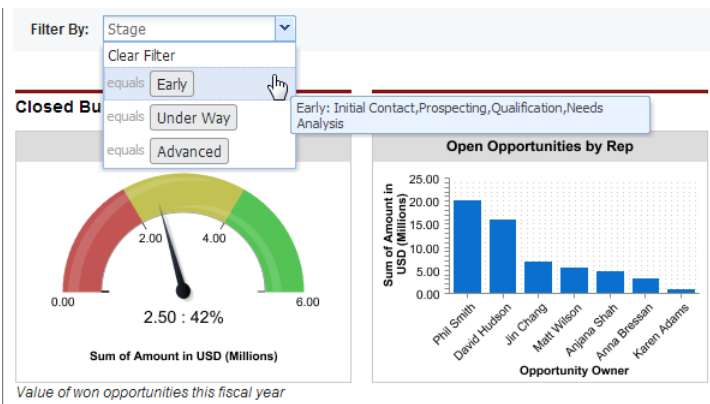 Filter By: Stage
Clear Filter
equals Early
equals Under Way
equals Advanced
Early: Initial Contact,Prospecting,Qualification,Needs
Analysis
Closed Bu
2.00
4.00
0.00
6.00
2.50 : 42%
Sum of Amount in USD (Millions)
Value of won opportunities this fiscal year
Open Opportunities by Rep
Sum of Amount in
USD (Millions)
25.00
20.00
15.00
10.00
5.00
0.00
Phil Smith
David Hudson
Jin Chang
Matt Wilson
Anjana Shah
Anna Bressan
Karen Adams
Opportunity Owner